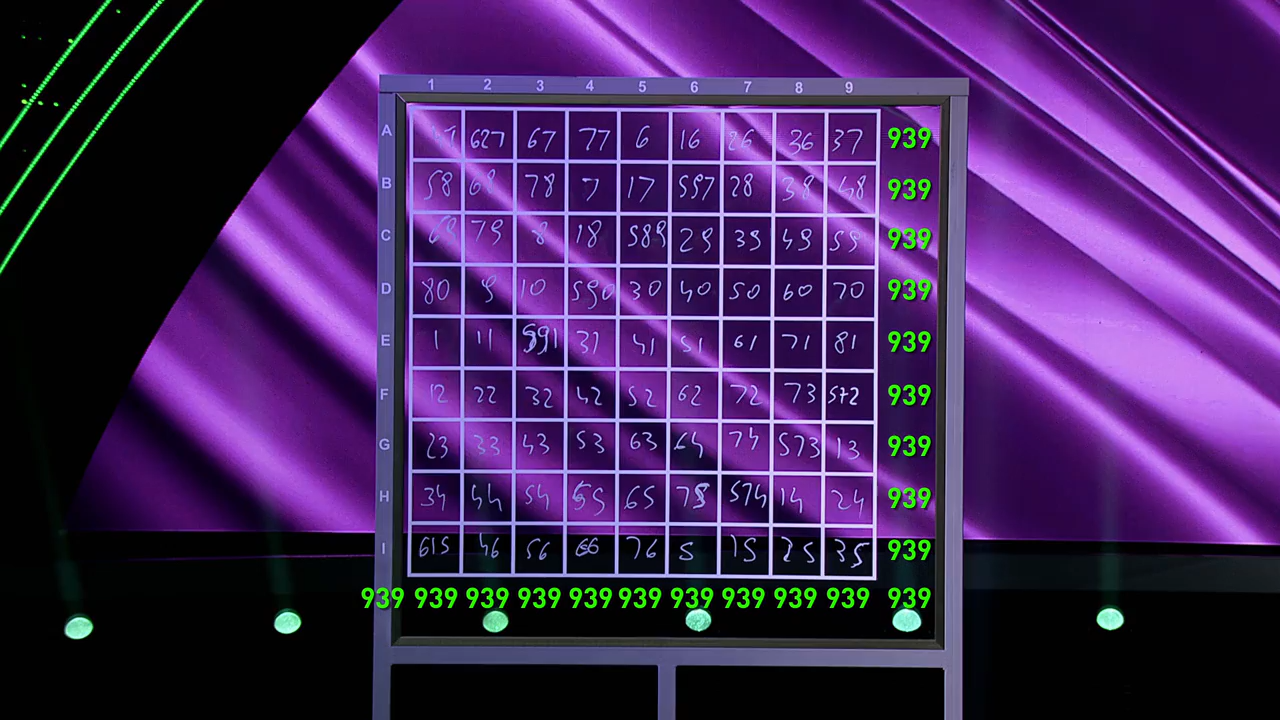 1 2 3 4 5 6 7 8 9
A 47 627 67 77 6 16 26 36 37 939
B 58 68 78 7 17 597 28 38 48 939
C 69 79 8 18 589 29 39 49 59 939
D 80 9 10 590 30 40 50 60 70 939
E 1 11 591 31 41 51 61 71 81 939
F 12 22 32 42 52 62 72 73 572 939
G 23 33 43 53 63 64 74 573 13 939
H 34 44 54 55 65 75 574 14 24 939
I 615 46 56 66 76 5 15 25 35 939
939 939 939 939 939 939 939 939 939 939 939